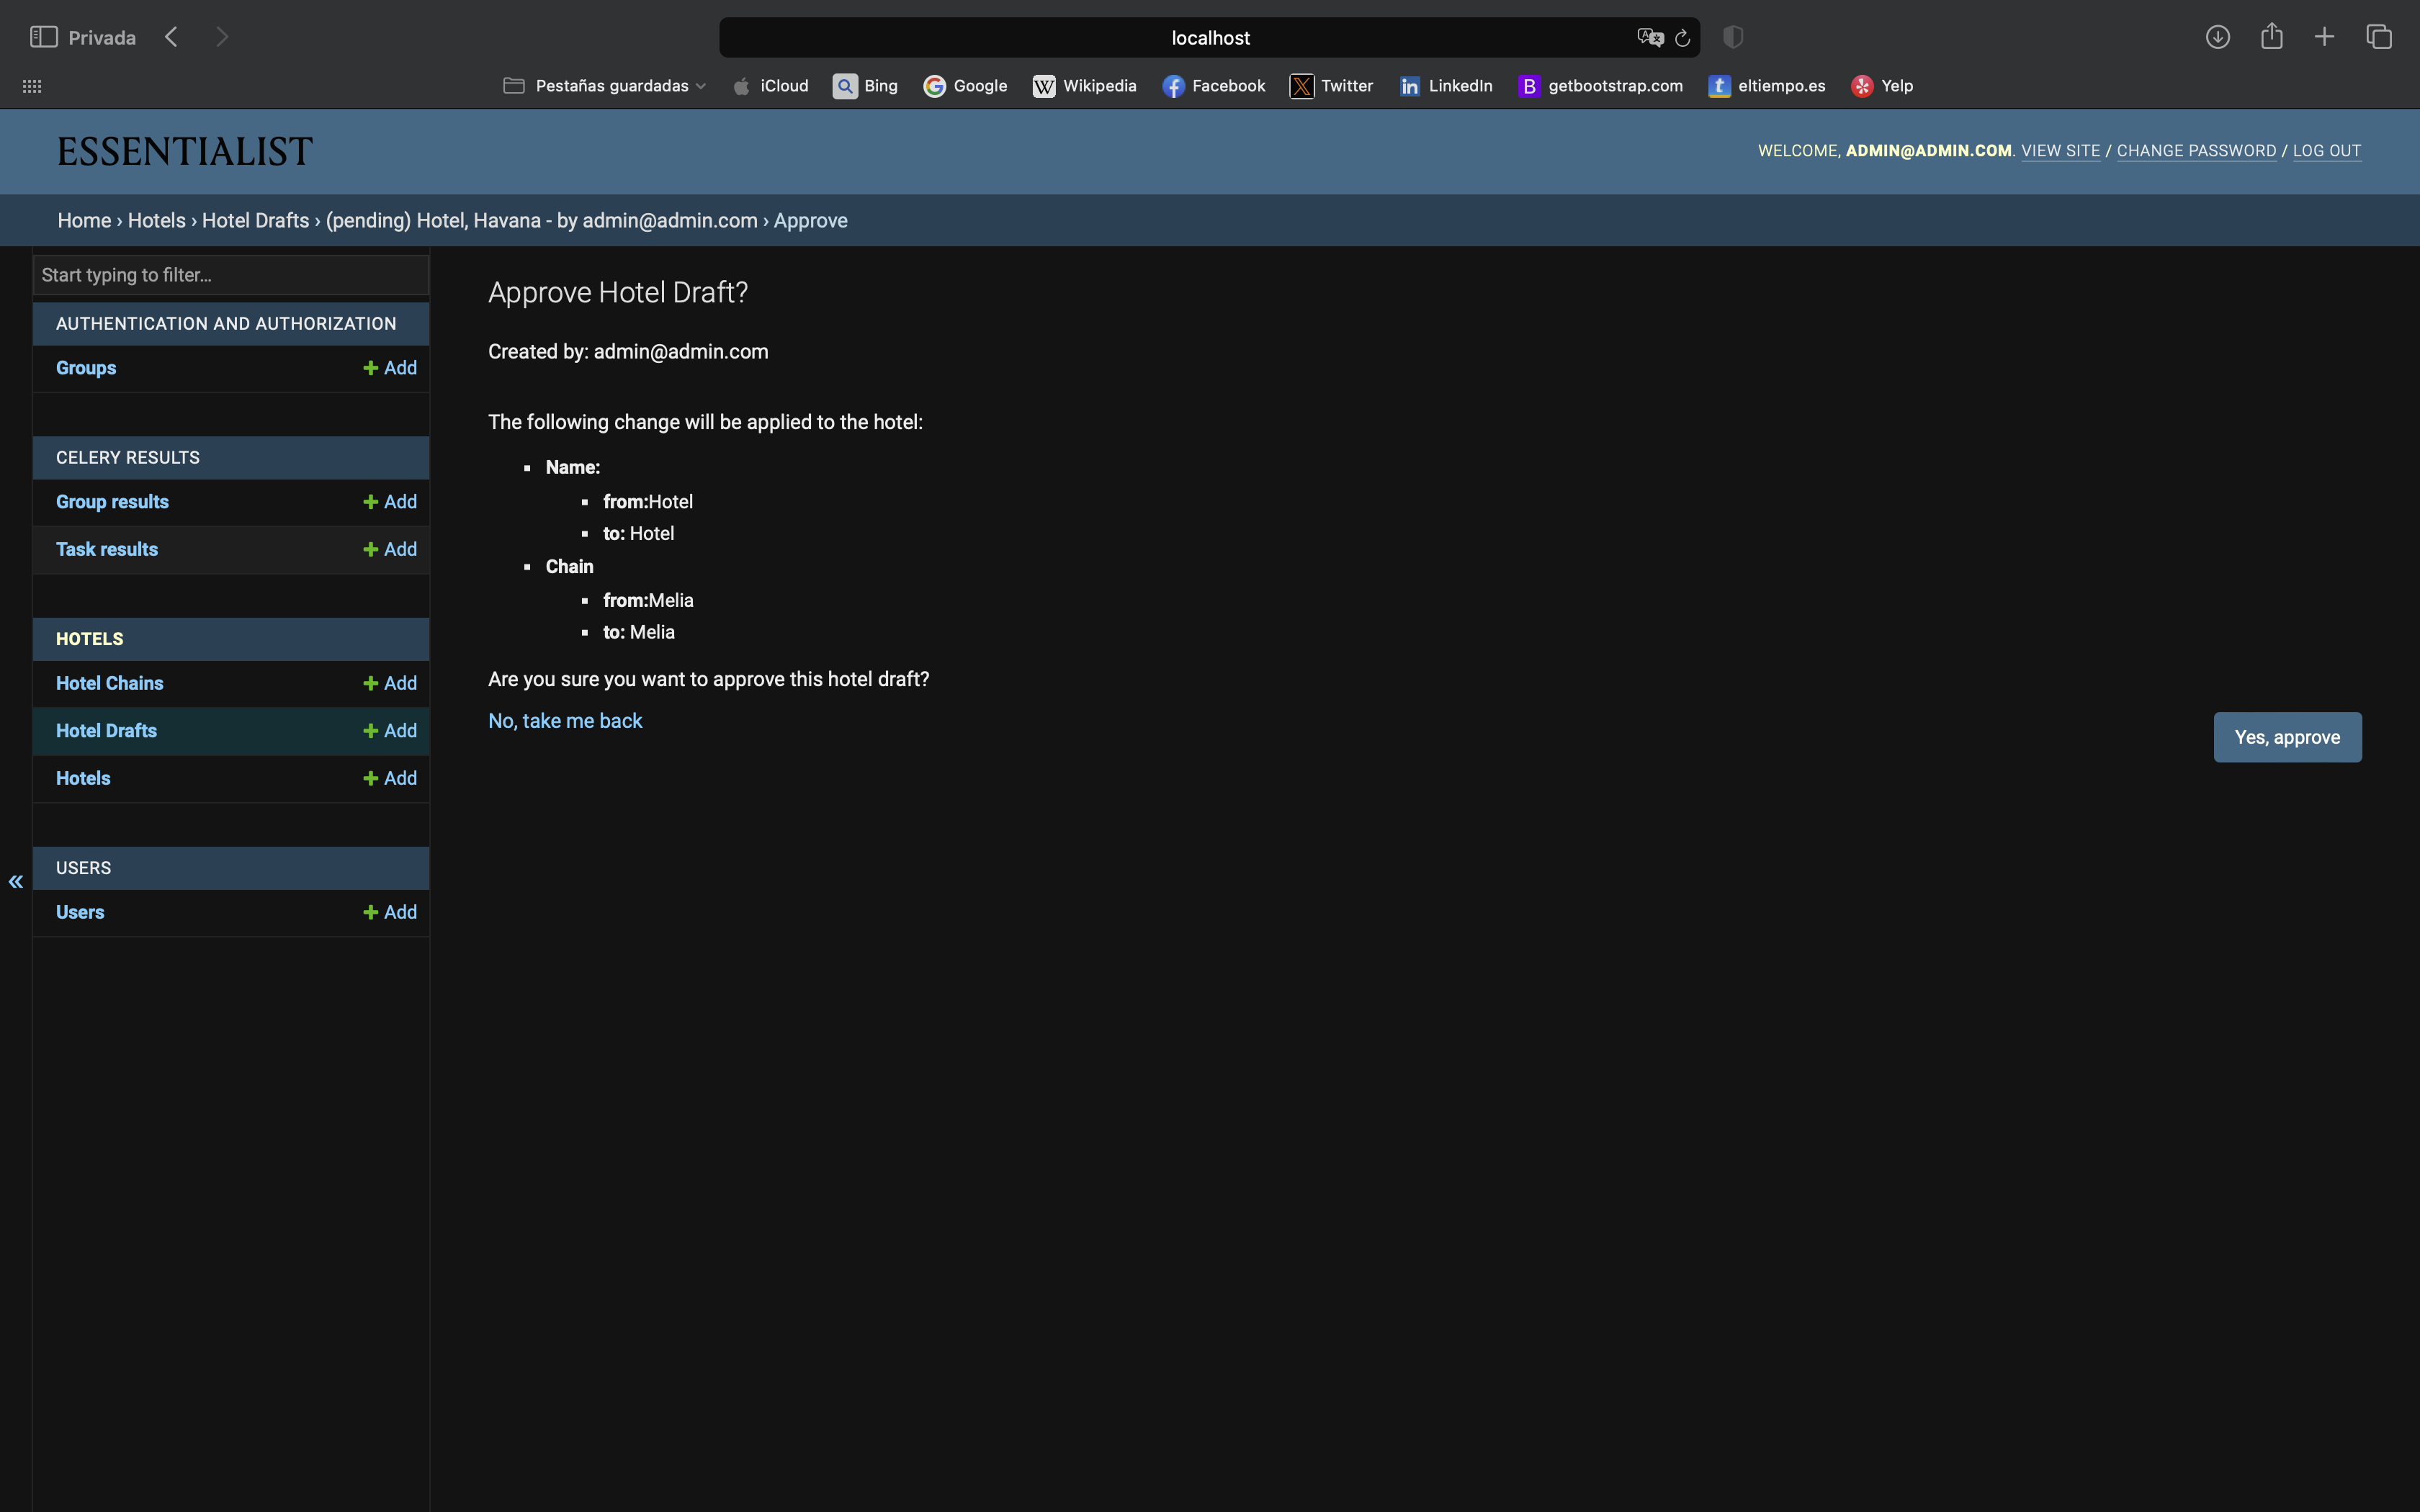 Privada
localhost
Pestañas guardadas iCloud Bing Google Wikipedia Facebook Twitter LinkedIn getbootstrap.com eltiempo.es Yelp
ESSENTIALIST
WELCOME, ADMIN@ADMIN.COM. VIEW SITE / CHANGE PASSWORD / LOG OUT
Home › Hotels › Hotel Drafts › (pending) Hotel, Havana - by admin@admin.com › Approve
Start typing to filter...
AUTHENTICATION AND AUTHORIZATION
Groups + Add
CELERY RESULTS
Group results + Add
Task results + Add
HOTELS
Hotel Chains + Add
Hotel Drafts + Add
Hotels + Add
«
USERS
Users + Add
Approve Hotel Draft?
Created by: admin@admin.com
The following change will be applied to the hotel:
Name:
from:Hotel
to: Hotel
Chain
from:Melia
to: Melia
Are you sure you want to approve this hotel draft?
No, take me back
Yes, approve